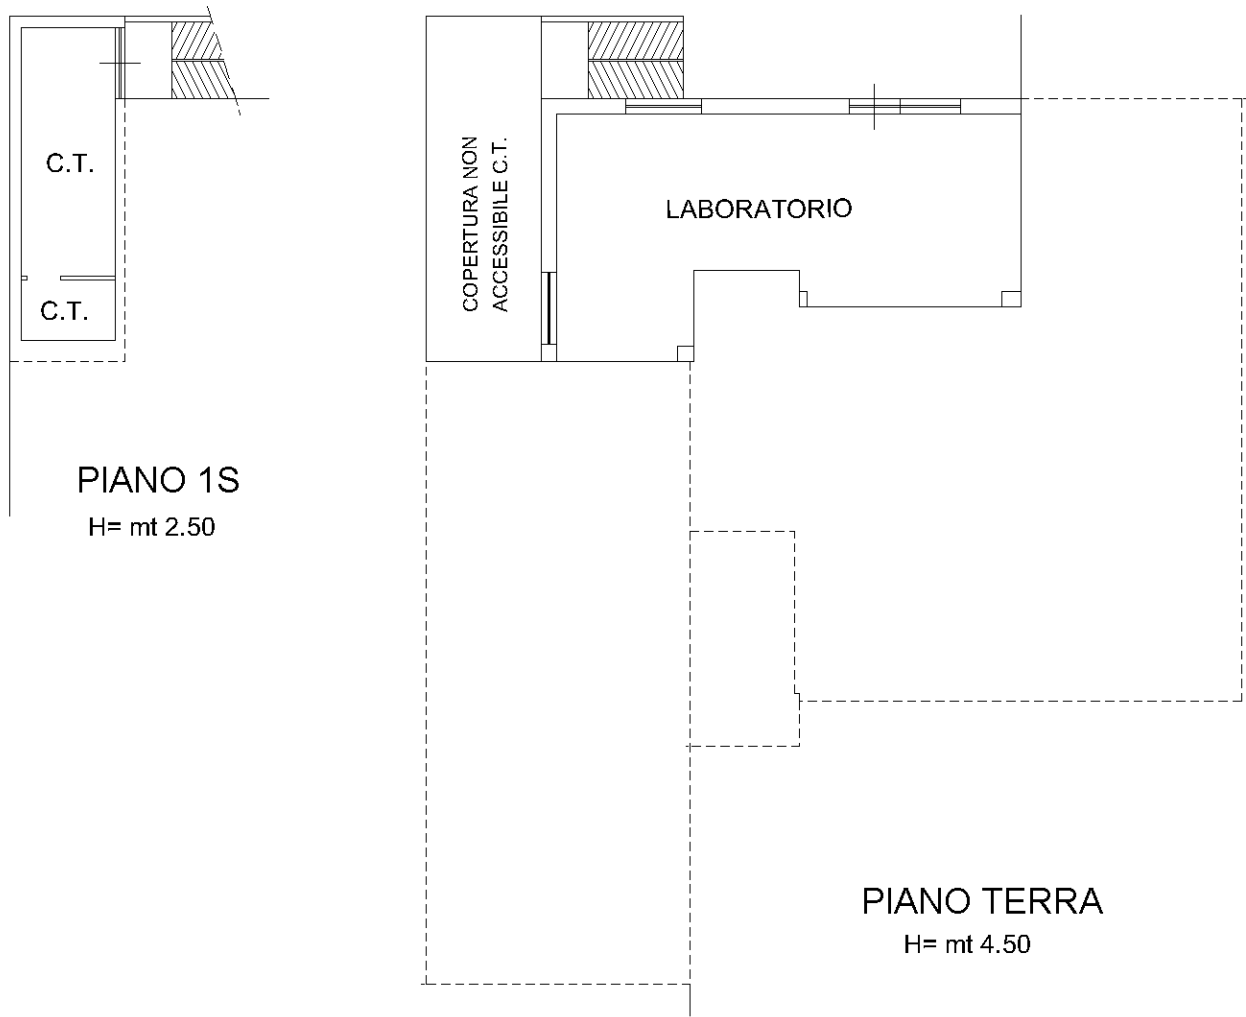 C.T.
C.T.
PIANO 1S
H= mt 2.50
COPERTURA NON
ACCESSIBILE C.T.
LABORATORIO
PIANO TERRA
H= mt 4.50